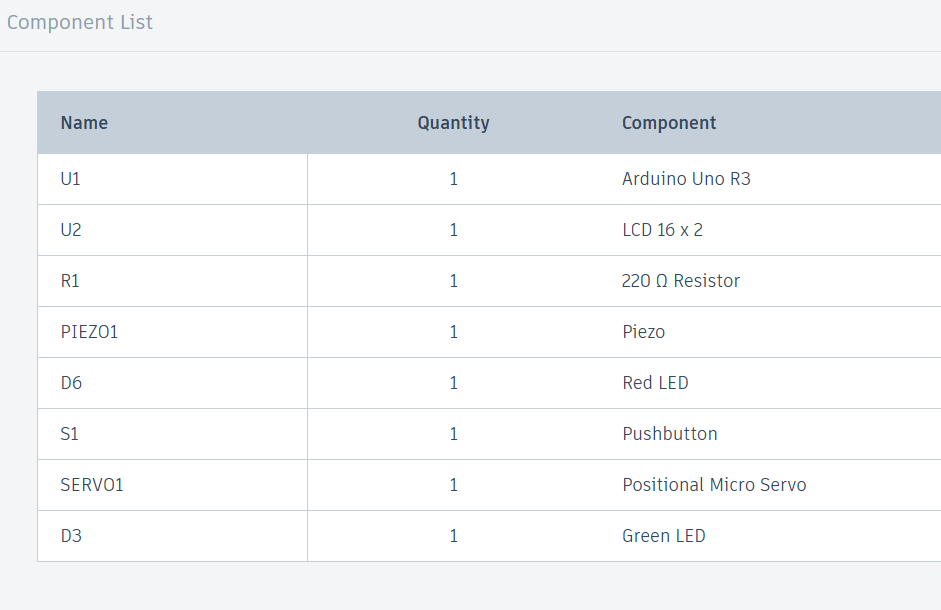 Component List
Name Quantity Component
U1 1 Arduino Uno R3
U2 1 LCD 16 x 2
R1 1 220 Ω Resistor
PIEZO1 1 Piezo
D6 1 Red LED
S1 1 Pushbutton
SERVO1 1 Positional Micro Servo
D3 1 Green LED